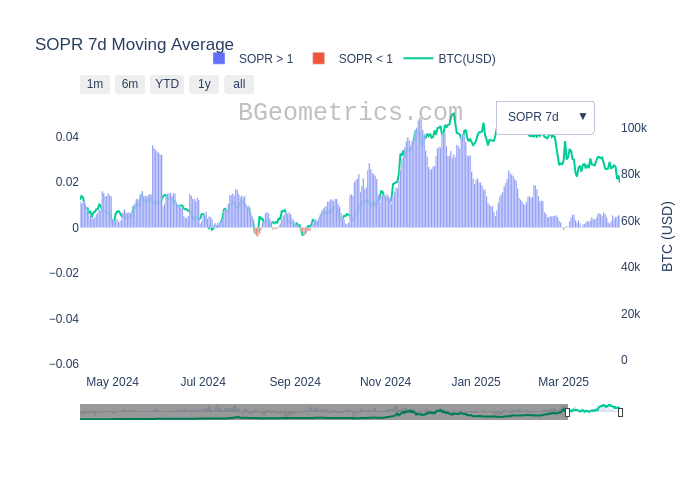 SOPR 7d Moving Average
SOPR > 1
SOPR < 1
BTC(USD)
1m
6m
YTD
1y
all
BGeometrics.com
SOPR 7d ▼
0.04
0.02
0
−0.02
−0.04
−0.06
100k
80k
60k
40k
20k
0
BTC (USD)
May 2024
Jul 2024
Sep 2024
Nov 2024
Jan 2025
Mar 2025